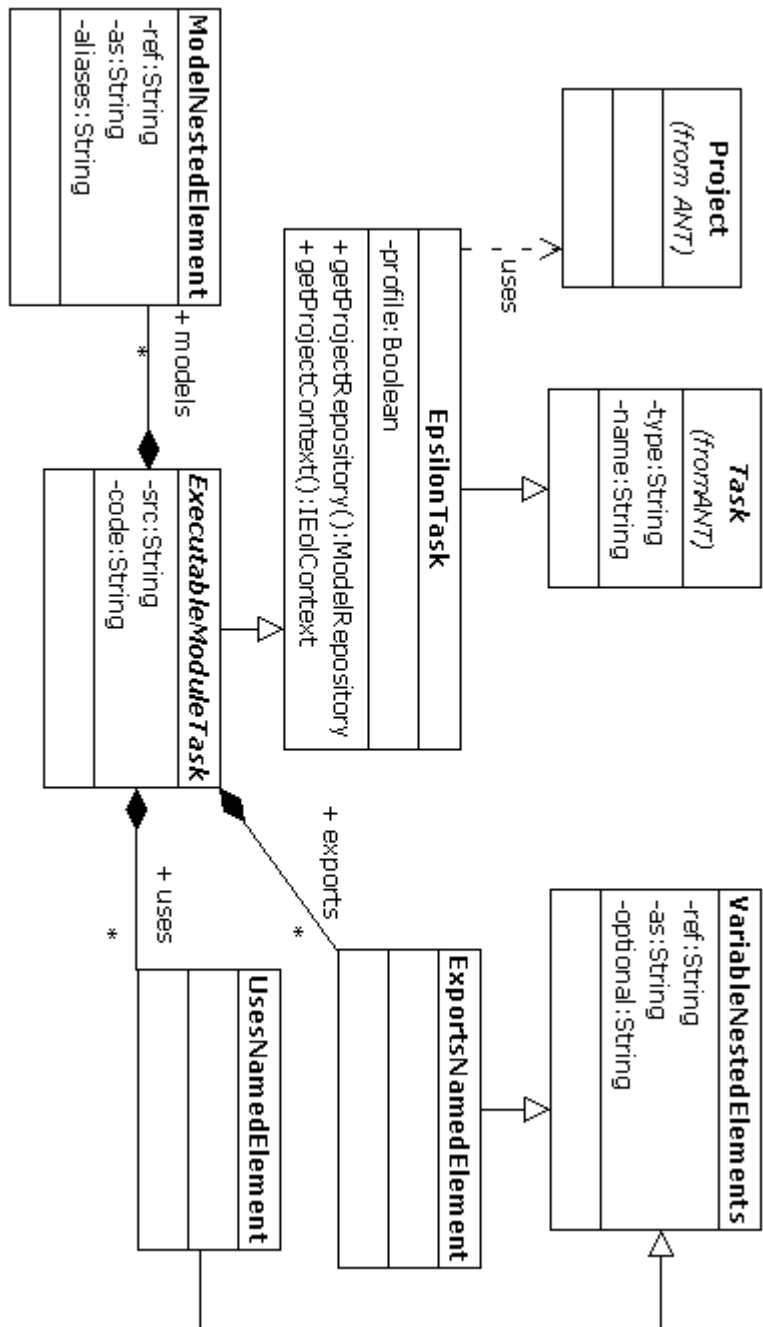 Project
(from ANT)
Task
(fromANT)
-type:String
-name:String
uses
EpsilonTask
-profile:Boolean
+getProjectRepository():ModelRepository
+getProjectContext():IEolContext
VariableNestedElements
-ref:String
-as:String
-optional:String
ModelNestedElement
-ref:String
-as:String
-aliases:String
+ models
*
ExecutableModuleTask
-src:String
-code:String
+ exports
*
ExportsNamedElement
+ uses
*
UsesNamedElement